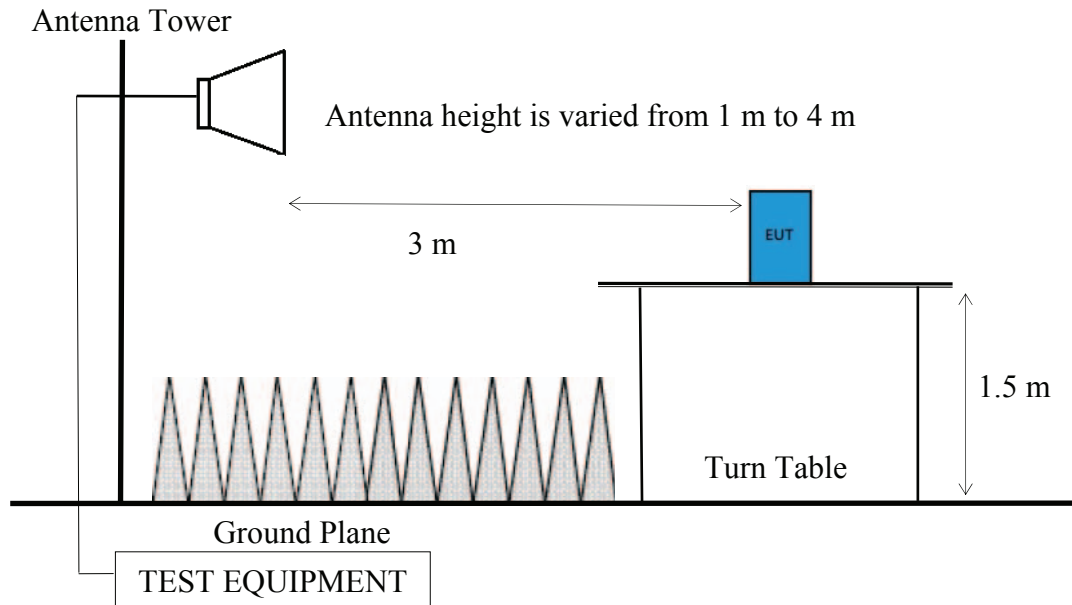 Antenna Tower
Antenna height is varied from 1 m to 4 m
EUT
3 m
1.5 m
Turn Table
Ground Plane
TEST EQUIPMENT